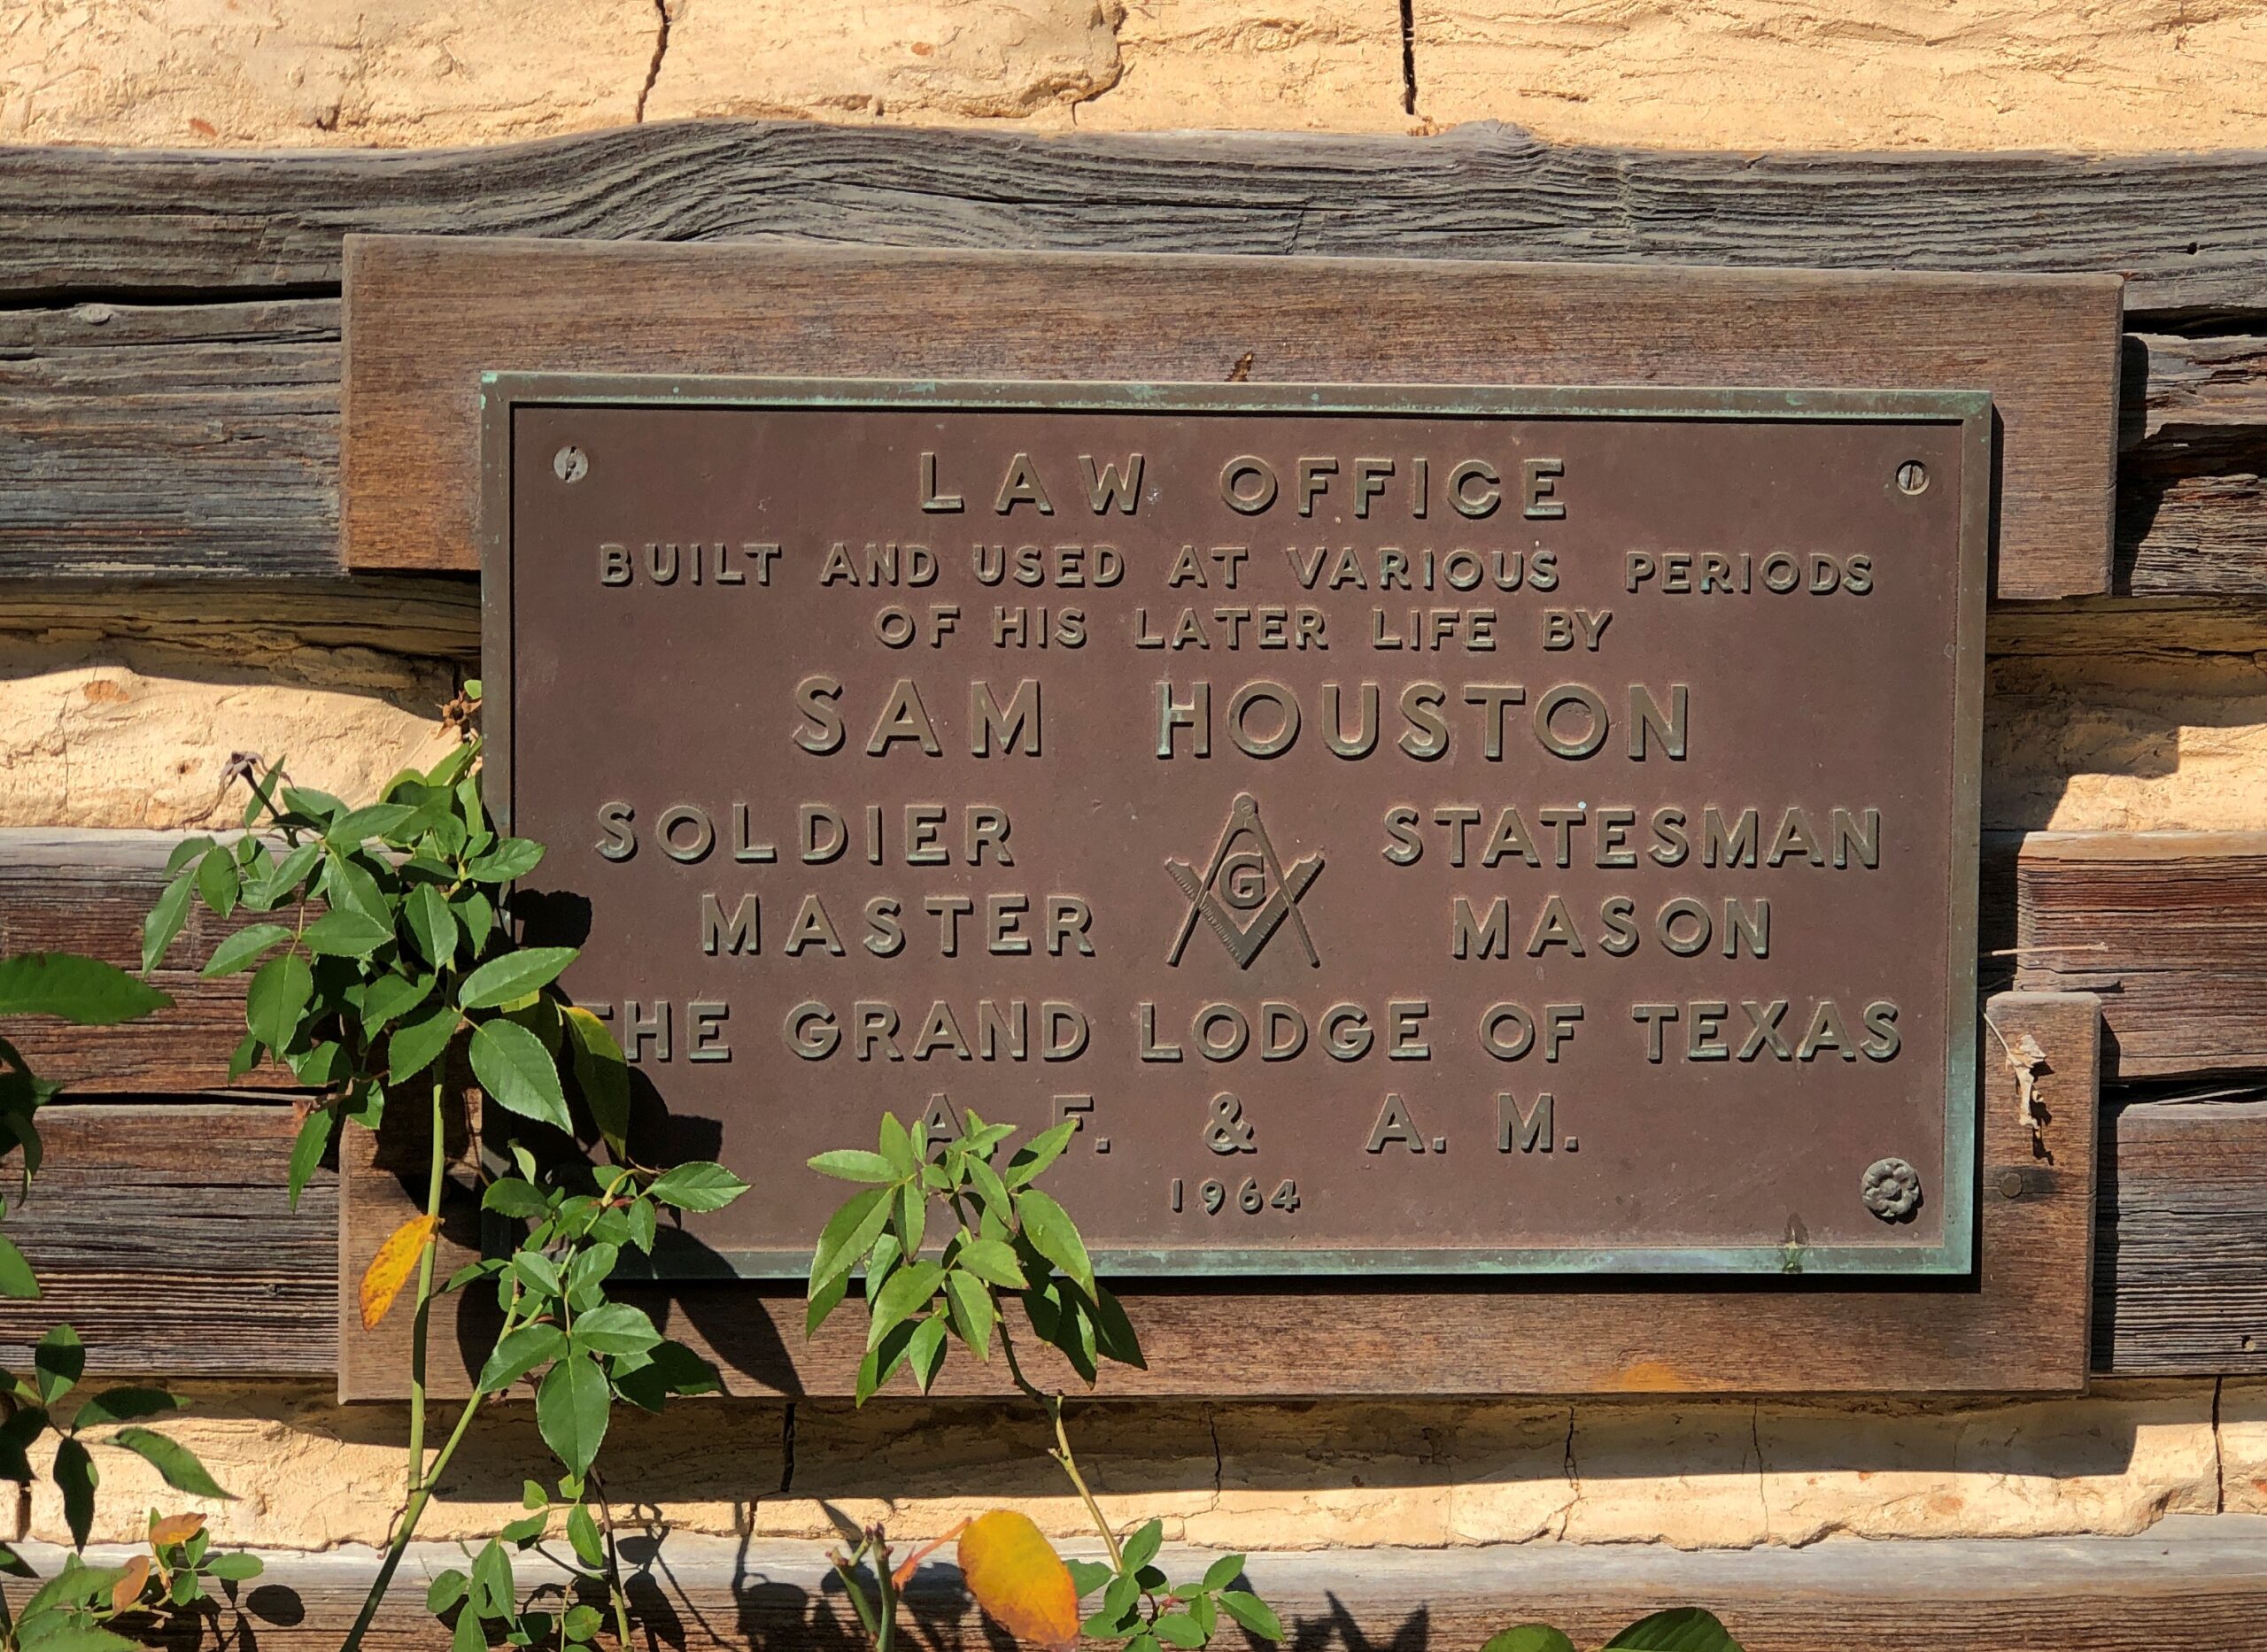 LAW OFFICE
BUILT AND USED AT VARIOUS PERIODS
OF HIS LATER LIFE BY
SAM HOUSTON
SOLDIER STATESMAN
G
MASTER MASON
THE GRAND LODGE OF TEXAS
A. F. & A. M.
1964